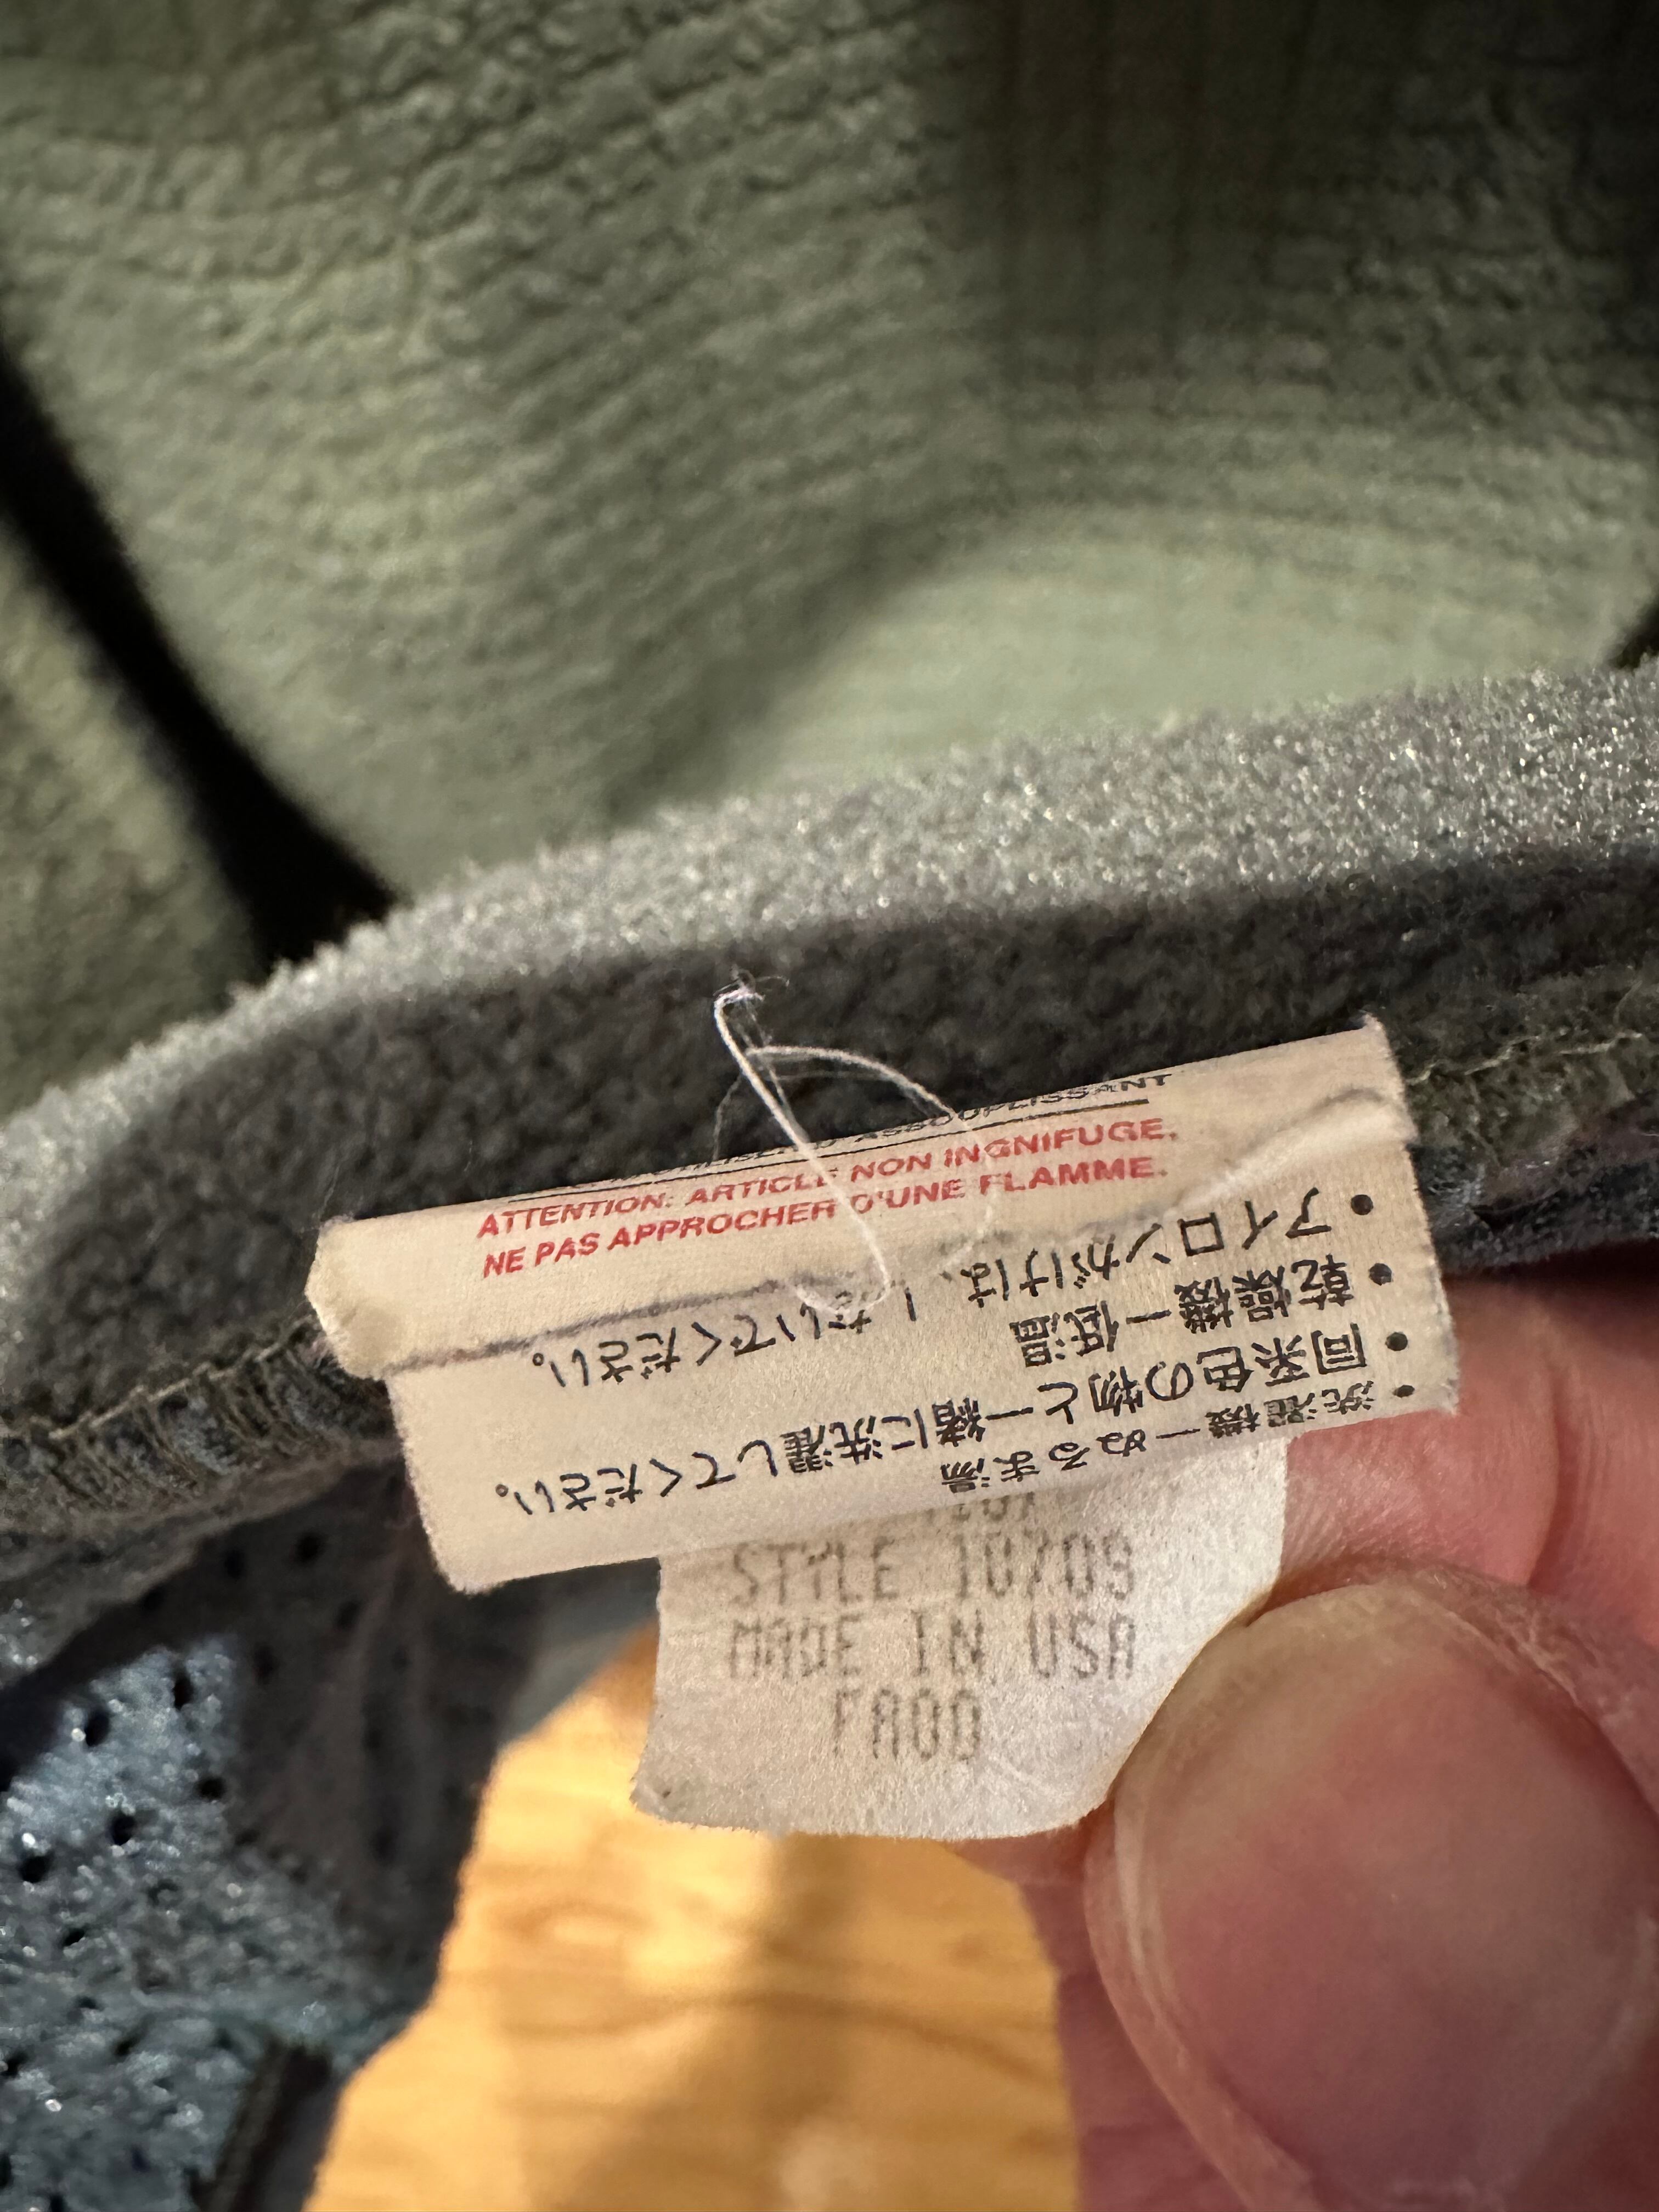 D'ASSOUPLISSANT
ATTENTION: ARTICLE NON INGNIFUGE.
NE PAS APPROCHER D'UNE FLAMME.
• 洗濯機ーぬるま湯
• 同系色の物と一緒に洗濯してください。
• 乾燥機ー低温
• アイロンがけは、しないでください。
STYLE 10709
MADE IN USA
FA00